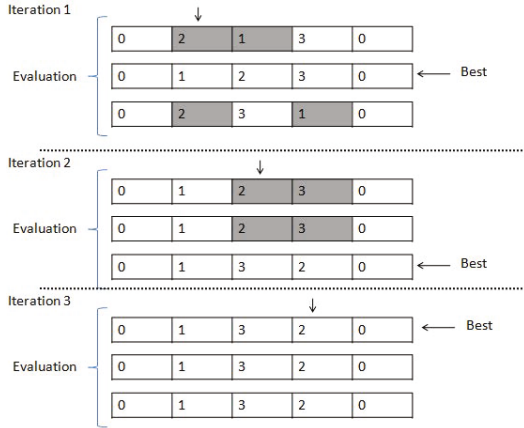 Iteration 1
0 2 1 3 0
Evaluation 0 1 2 3 0 Best
0 2 3 1 0
Iteration 2
0 1 2 3 0
Evaluation 0 1 2 3 0
0 1 3 2 0 Best
Iteration 3
0 1 3 2 0 Best
Evaluation 0 1 3 2 0
0 1 3 2 0